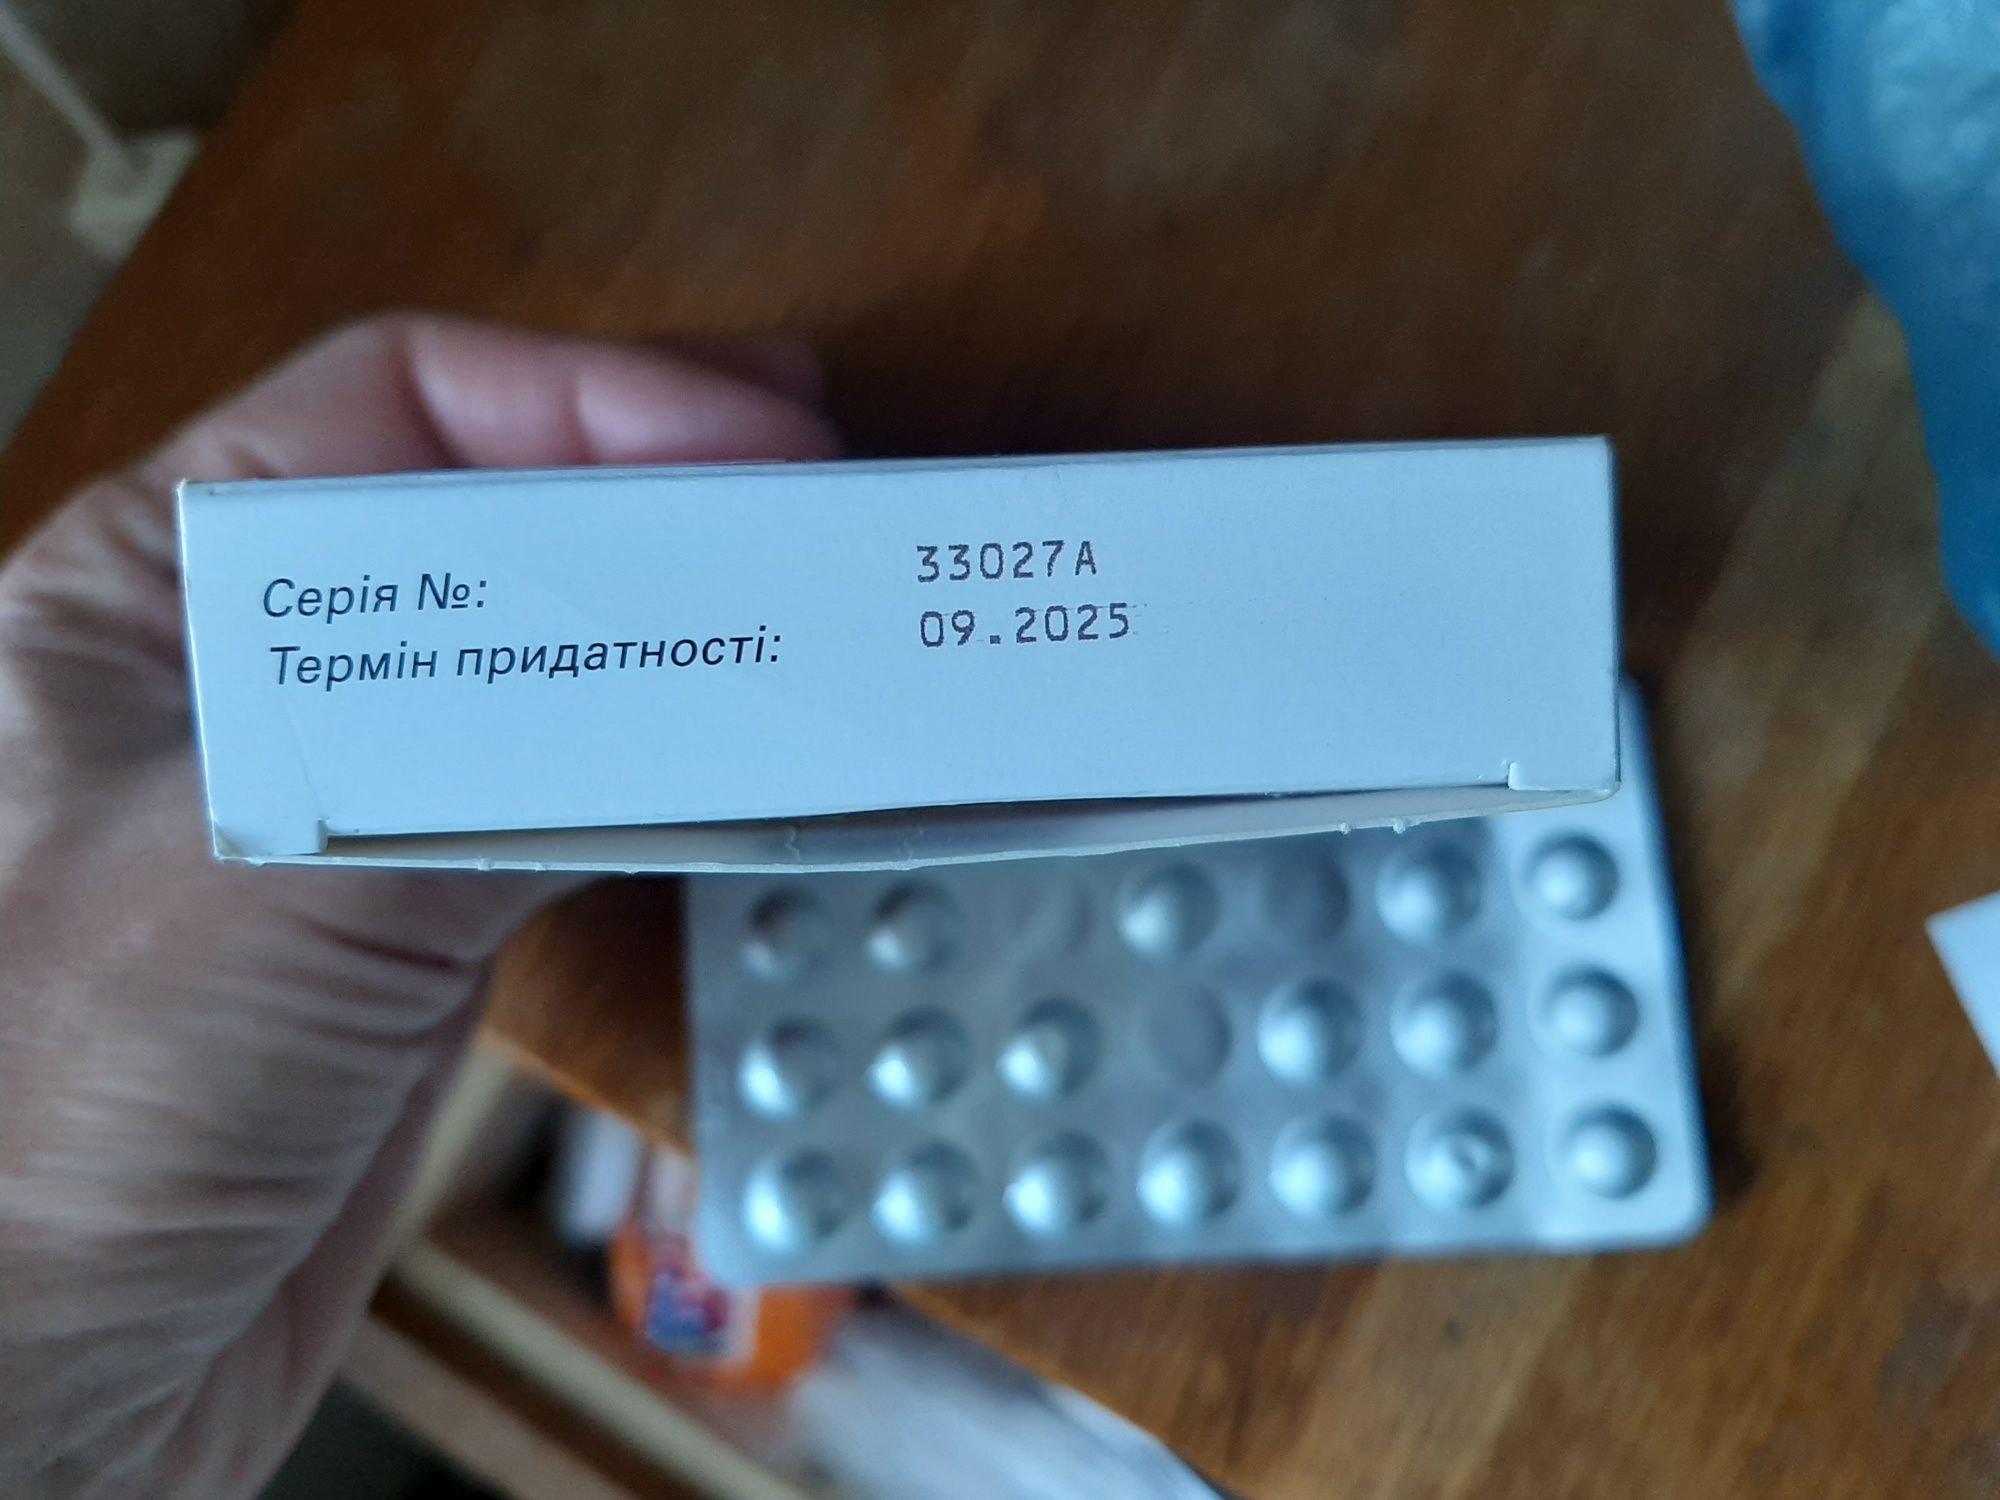 Серія №: 33027A
Термін придатності: 09.2025